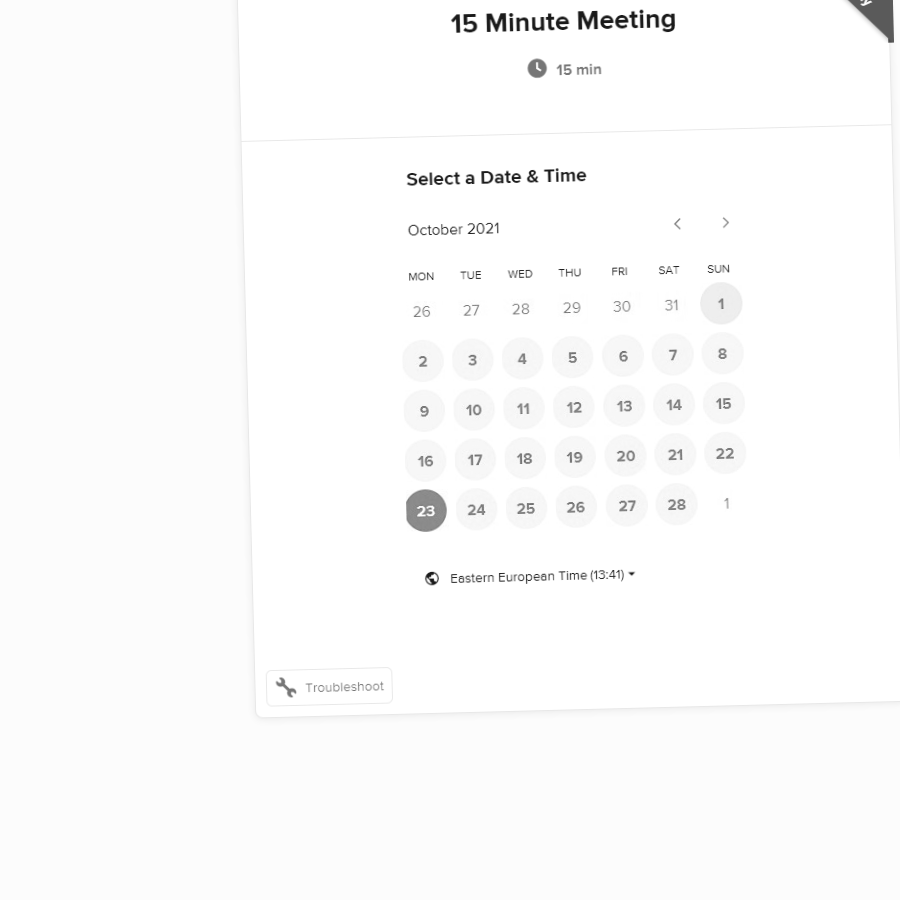 15 Minute Meeting
15 min
Select a Date & Time
October 2021
MON TUE WED THU FRI SAT SUN
26 27 28 29 30 31 1
2 3 4 5 6 7 8
9 10 11 12 13 14 15
16 17 18 19 20 21 22
23 24 25 26 27 28 1
Eastern European Time (13:41)
Troubleshoot